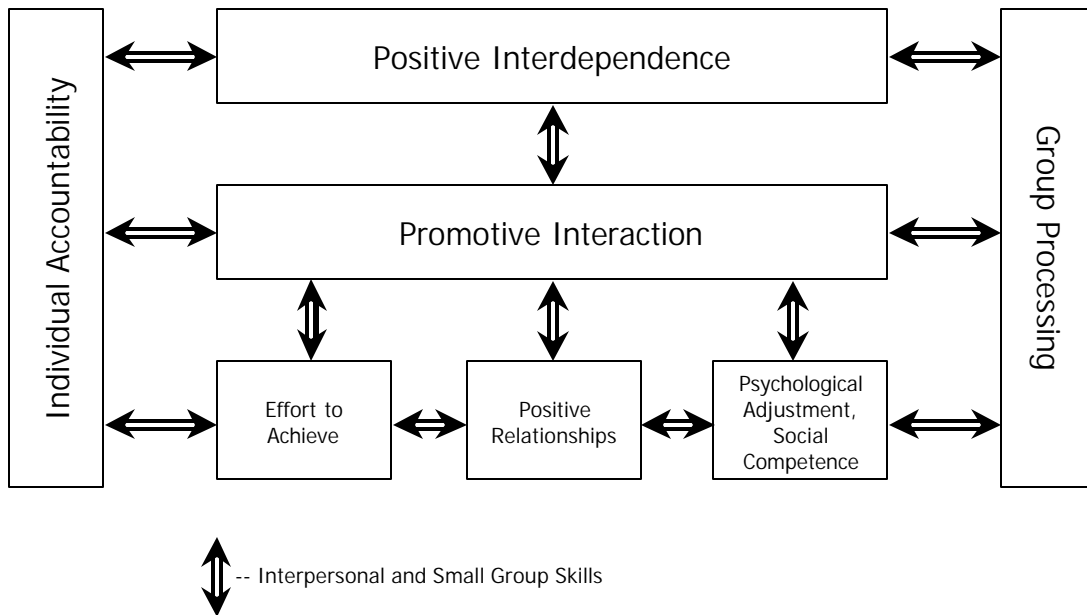 Individual Accountability
Positive Interdependence
Promotive Interaction
Effort to
Achieve
Positive
Relationships
Psychological
Adjustment,
Social
Competence
Group Processing
-- Interpersonal and Small Group Skills